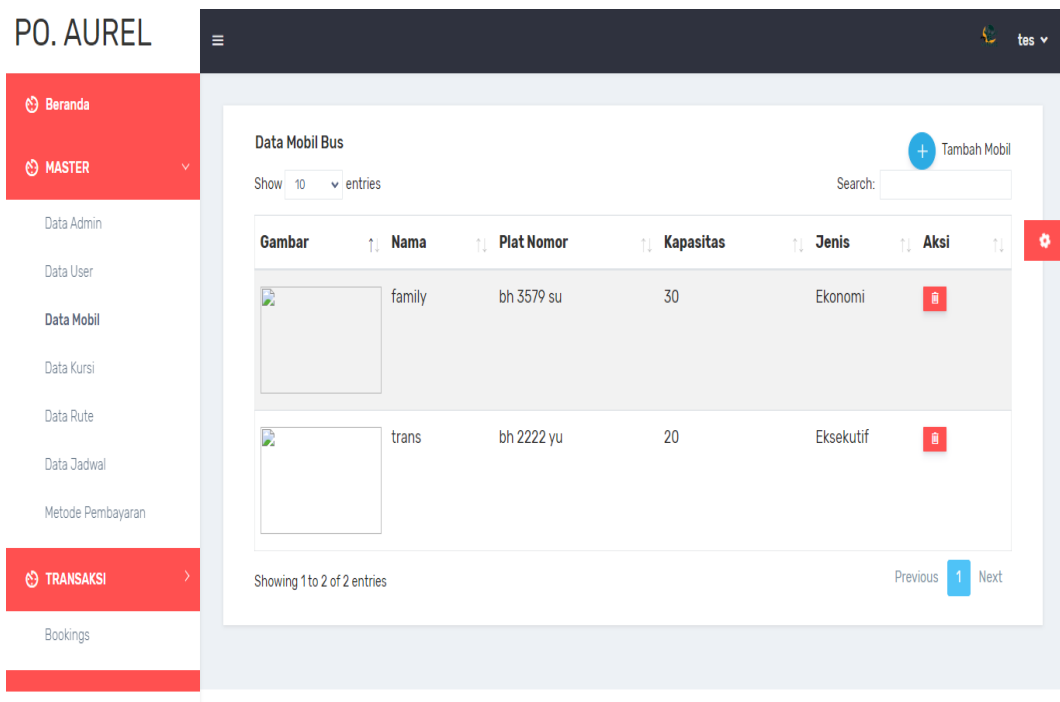 PO. AUREL
tes
Beranda
MASTER
Data Admin
Data User
Data Mobil
Data Kursi
Data Rute
Data Jadwal
Metode Pembayaran
TRANSAKSI
Bookings
Data Mobil Bus
Tambah Mobil
Show 10 entries
Search:
Gambar Nama Plat Nomor Kapasitas Jenis Aksi
family bh 3579 su 30 Ekonomi
trans bh 2222 yu 20 Eksekutif
Showing 1 to 2 of 2 entries
Previous 1 Next